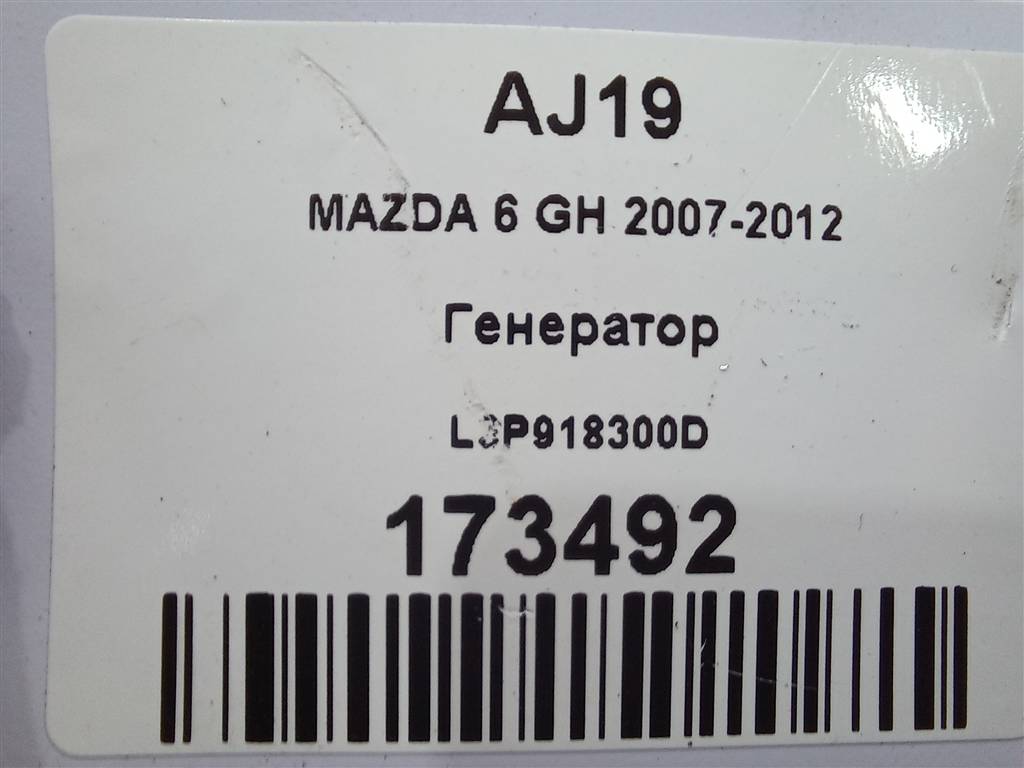 AJ19
MAZDA 6 GH 2007-2012
Генератор
L3P918300D
173492